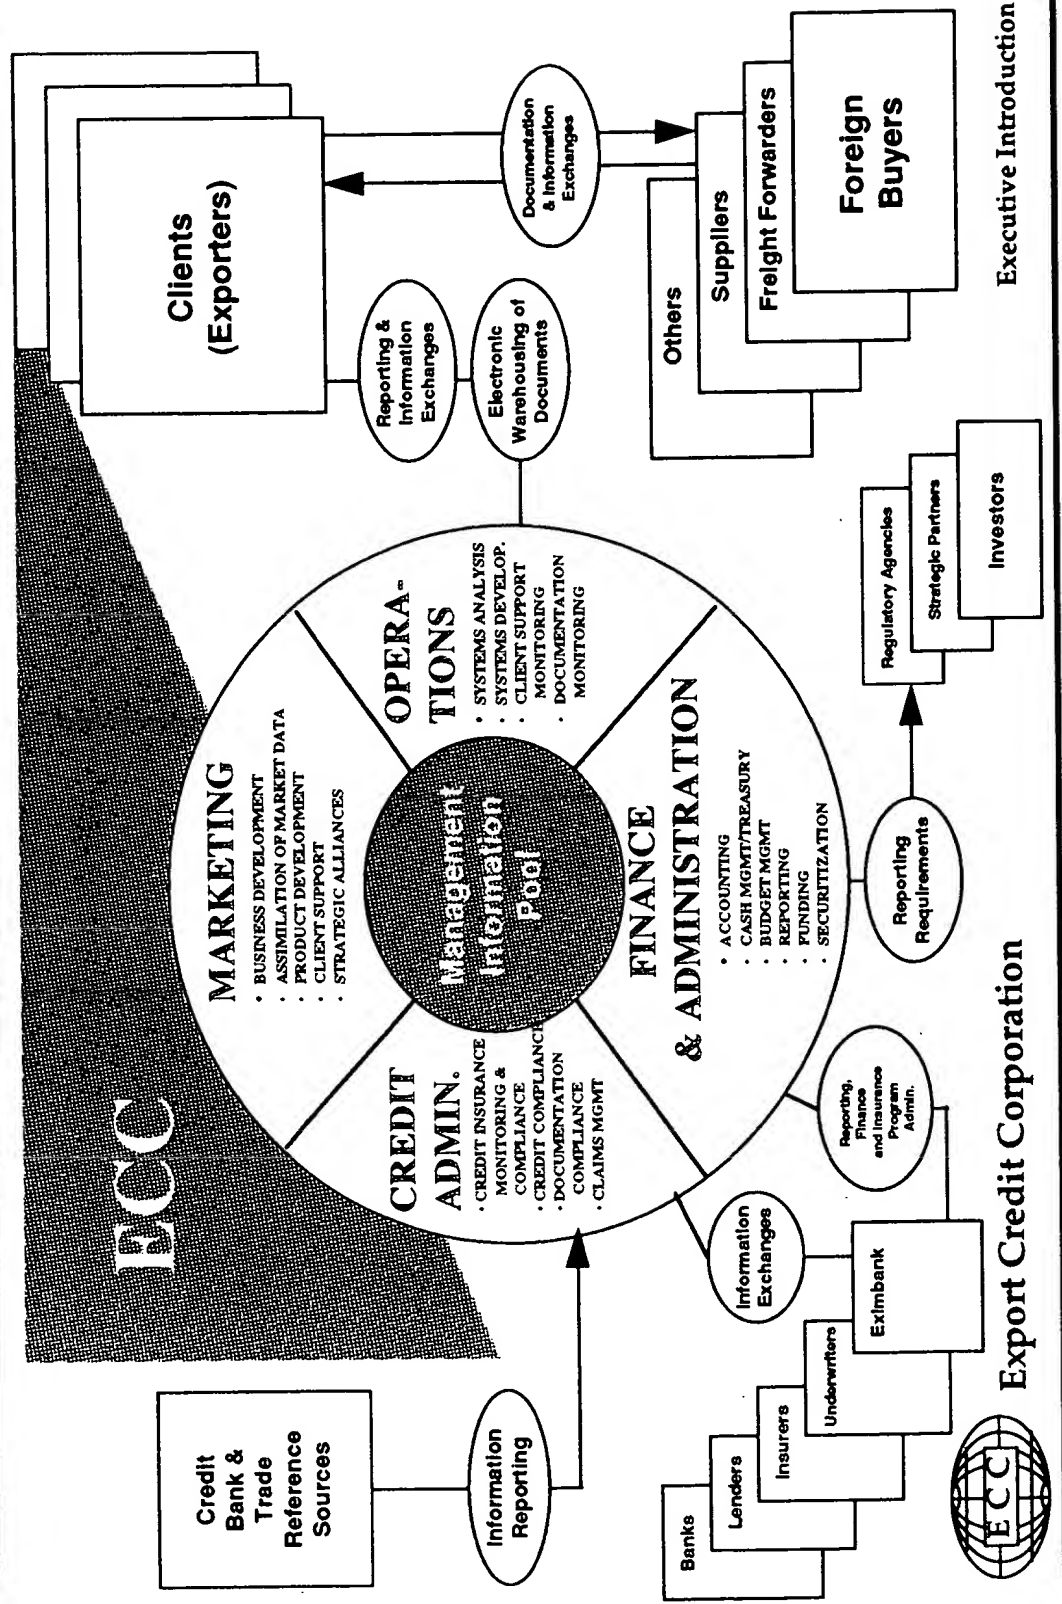 ECC
Credit
Bank &
Trade
Reference
Sources
Information
Reporting
MARKETING
• BUSINESS DEVELOPMENT
• ASSIMILATION OF MARKET DATA
• PRODUCT DEVELOPMENT
• CLIENT SUPPORT
• STRATEGIC ALLIANCES
CREDIT
ADMIN.
• CREDIT INSURANCE
MONITORING &
COMPLIANCE
• CREDIT COMPLIANCE
• DOCUMENTATION
COMPLIANCE
• CLAIMS MGMT
Management
Information
Pool
OPERA-
TIONS
• SYSTEMS ANALYSIS
• SYSTEMS DEVELOP.
• CLIENT SUPPORT
MONITORING
• DOCUMENTATION
MONITORING
FINANCE
& ADMINISTRATION
• ACCOUNTING
• CASH MGMT/TREASURY
• BUDGET MGMT
• REPORTING
• FUNDING
• SECURITIZATION
Clients
(Exporters)
Reporting &
Information
Exchanges
Electronic
Warehousing of
Documents
Documentation
& Information
Exchanges
Others
Suppliers
Freight Forwarders
Foreign
Buyers
Banks
Lenders
Insurers
Underwriters
Eximbank
Information
Exchanges
Reporting,
Finance
and Insurance
Program
Admin.
Reporting
Requirements
Regulatory Agencies
Strategic Partners
Investors
ECC
Export Credit Corporation
Executive Introduction